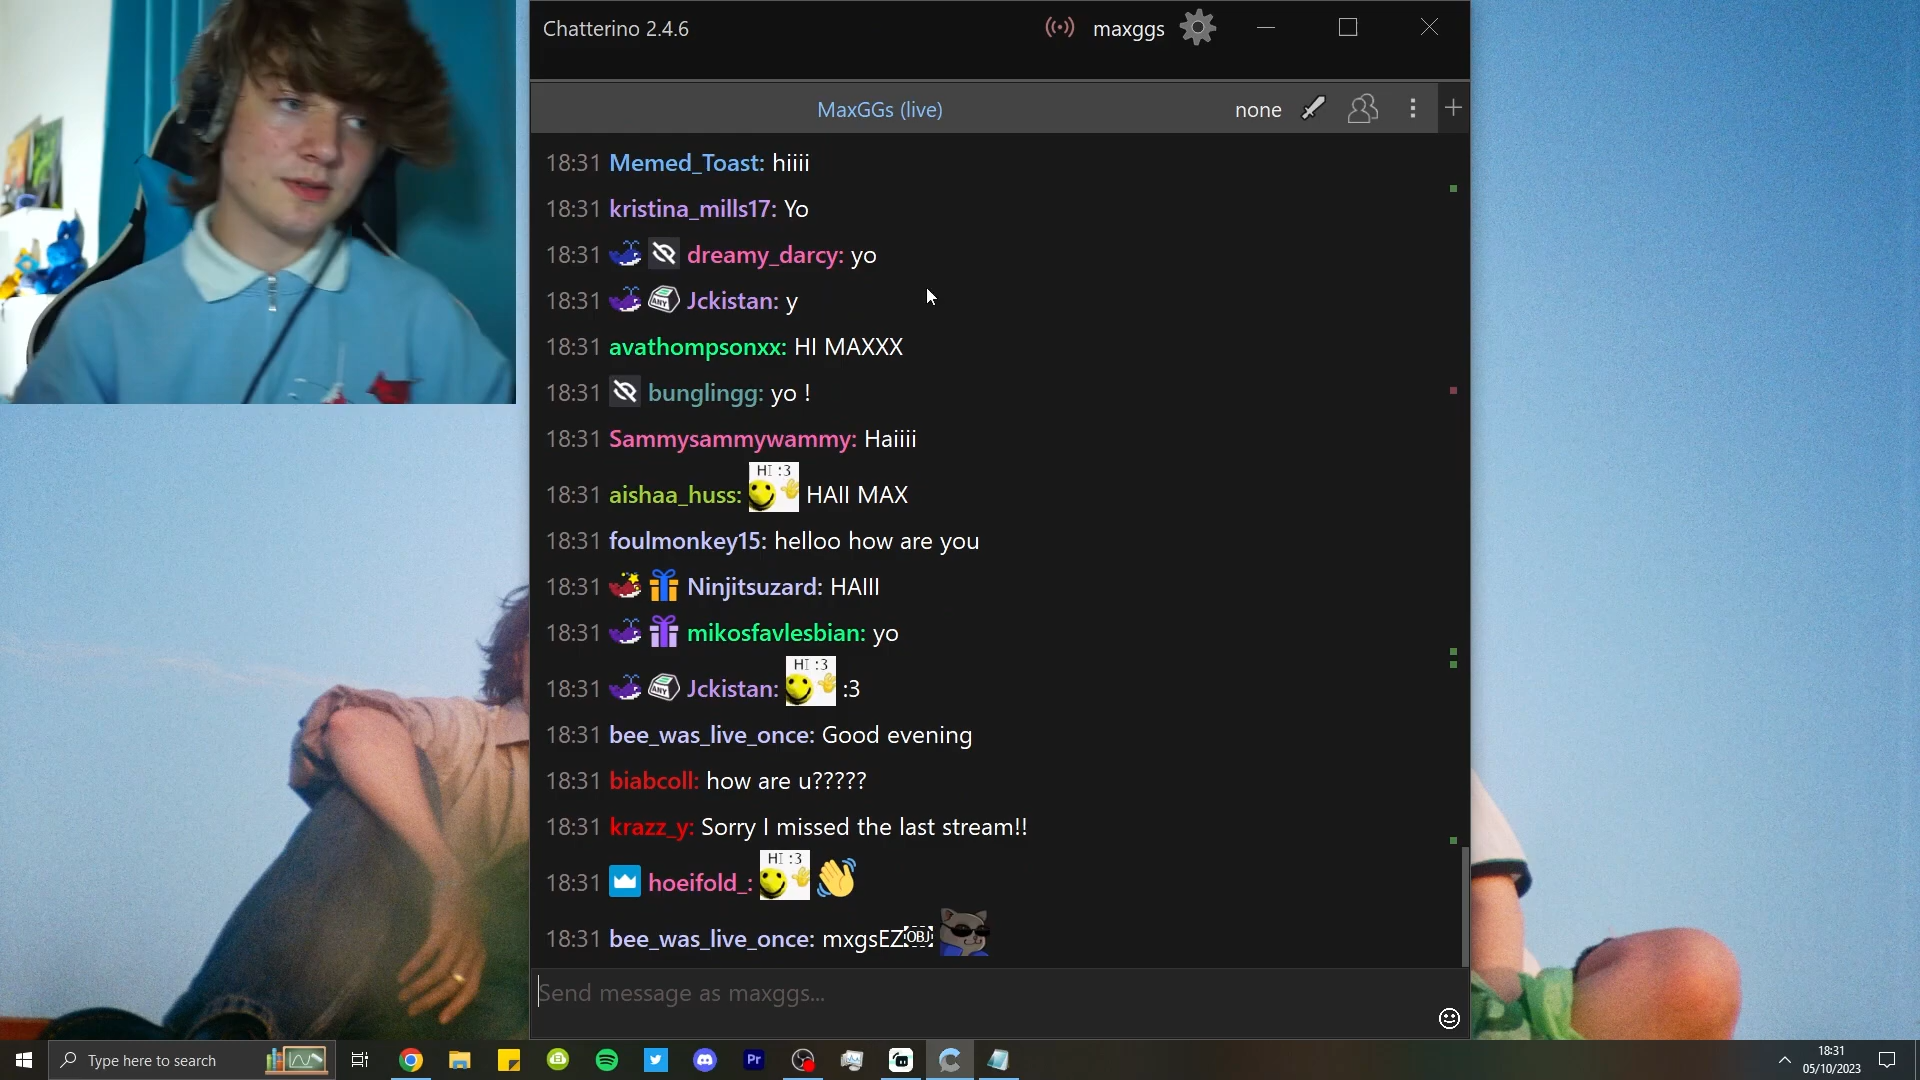 Chatterino 2.4.6
maxggs
MaxGGs (live)
none
18:31 Memed_Toast: hiiii
18:31 kristina_mills17: Yo
18:31 dreamy_darcy: yo
18:31 ANY Jckistan: y
18:31 avathompsonxx: HI MAXXX
18:31 bunglingg: yo !
18:31 Sammysammywammy: Haiiii
18:31 aishaa_huss: HI :3 HAII MAX
18:31 foulmonkey15: helloo how are you
18:31 Ninjitsuzard: HAIII
18:31 mikosfavlesbian: yo
18:31 ANY Jckistan: HI :3 :3
18:31 bee_was_live_once: Good evening
18:31 biabcoll: how are u?????
18:31 krazz_y: Sorry I missed the last stream!!
18:31 hoeifold_: HI :3 👋
18:31 bee_was_live_once: mxgsEZOBJ
Send message as maxggs...
Type here to search
Pr
18:31
05/10/2023